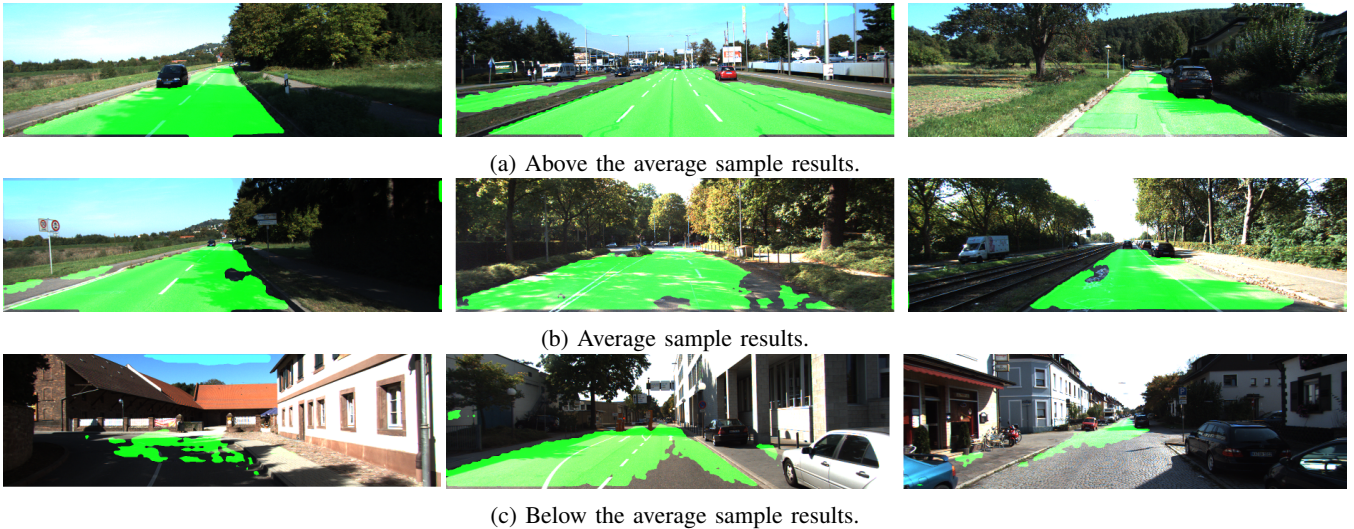 (a) Above the average sample results.
(b) Average sample results.
(c) Below the average sample results.